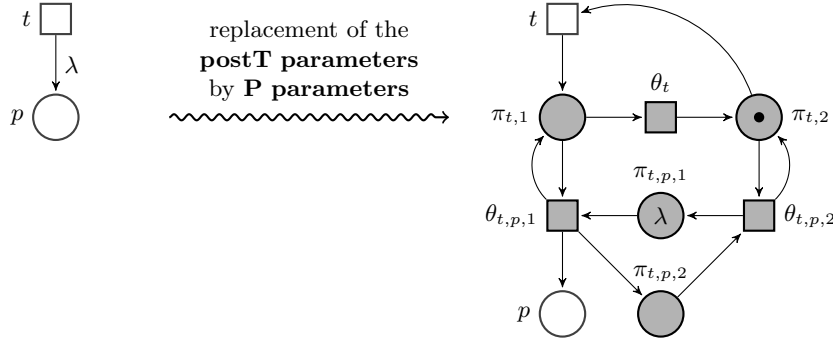 t
λ
p
replacement of the
postT parameters
by P parameters
t
θt
πt,1
πt,2
πt,p,1
θt,p,1
λ
θt,p,2
πt,p,2
p